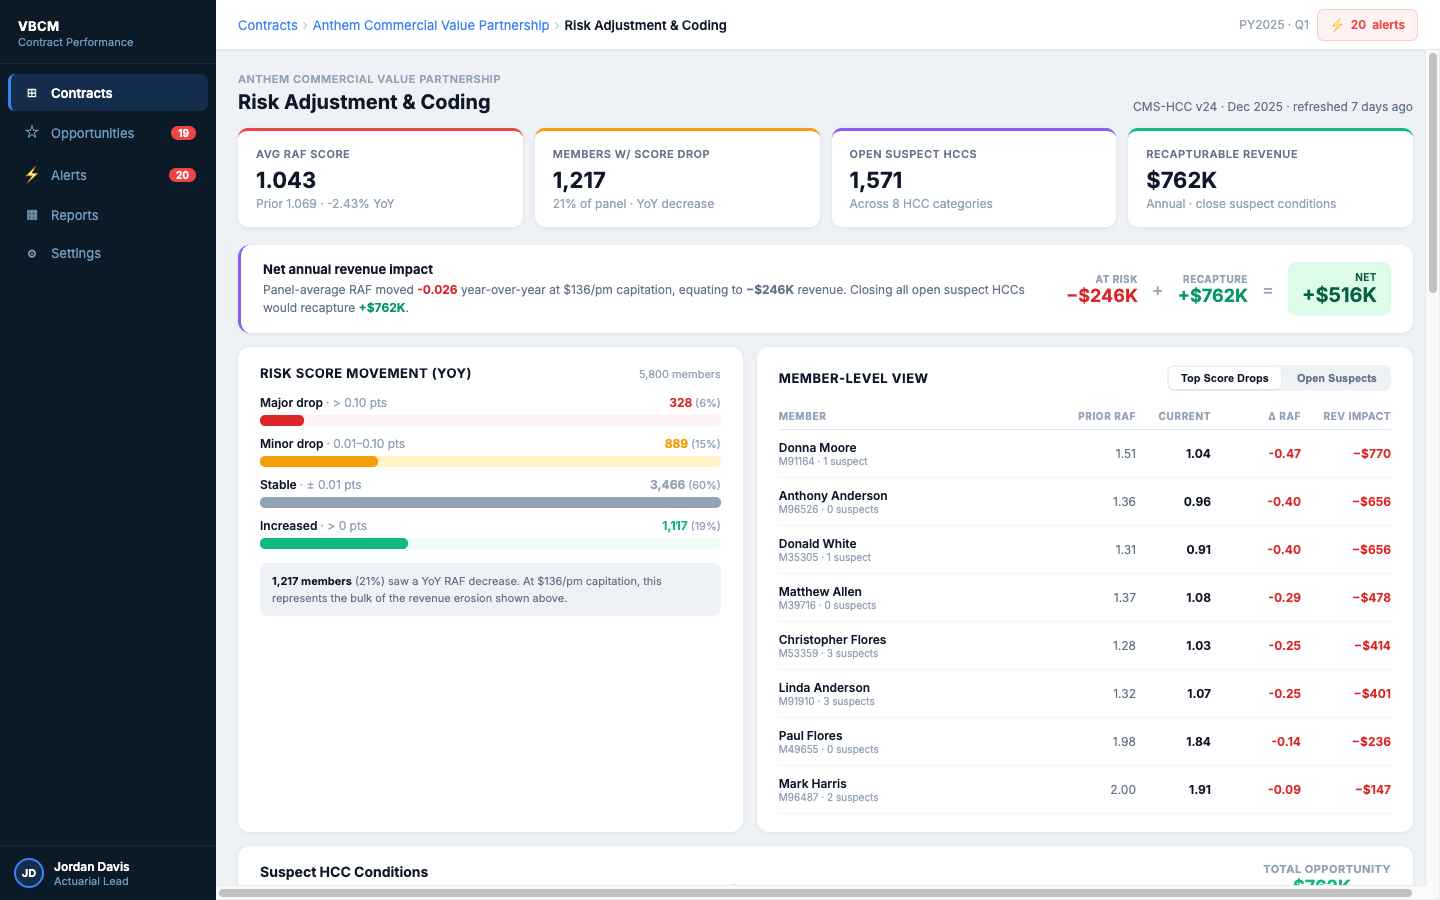 VBCM
Contract Performance
Contracts
Opportunities 19
Alerts 20
Reports
Settings
JD
Jordan Davis
Actuarial Lead
Contracts › Anthem Commercial Value Partnership › Risk Adjustment & Coding
PY2025 · Q1
⚡ 20 alerts
ANTHEM COMMERCIAL VALUE PARTNERSHIP
Risk Adjustment & Coding
CMS-HCC v24 · Dec 2025 · refreshed 7 days ago
AVG RAF SCORE
1.043
Prior 1.069 · -2.43% YoY
MEMBERS W/ SCORE DROP
1,217
21% of panel · YoY decrease
OPEN SUSPECT HCCS
1,571
Across 8 HCC categories
RECAPTURABLE REVENUE
$762K
Annual · close suspect conditions
Net annual revenue impact
Panel-average RAF moved -0.026 year-over-year at $136/pm capitation, equating to −$246K revenue. Closing all open suspect HCCs
would recapture +$762K.
AT RISK
−$246K
+
RECAPTURE
+$762K
=
NET
+$516K
RISK SCORE MOVEMENT (YOY)
5,800 members
Major drop · > 0.10 pts 328 (6%)
Minor drop · 0.01–0.10 pts 889 (15%)
Stable · ± 0.01 pts 3,466 (60%)
Increased · > 0 pts 1,117 (19%)
1,217 members (21%) saw a YoY RAF decrease. At $136/pm capitation, this
represents the bulk of the revenue erosion shown above.
MEMBER-LEVEL VIEW
Top Score Drops
Open Suspects
MEMBER PRIOR RAF CURRENT Δ RAF REV IMPACT
Donna Moore
M91164 · 1 suspect
1.51 1.04 -0.47 −$770
Anthony Anderson
M96526 · 0 suspects
1.36 0.96 -0.40 −$656
Donald White
M35305 · 1 suspect
1.31 0.91 -0.40 −$656
Matthew Allen
M39716 · 0 suspects
1.37 1.08 -0.29 −$478
Christopher Flores
M53359 · 3 suspects
1.28 1.03 -0.25 −$414
Linda Anderson
M91910 · 3 suspects
1.32 1.07 -0.25 −$401
Paul Flores
M49655 · 0 suspects
1.98 1.84 -0.14 −$236
Mark Harris
M96487 · 2 suspects
2.00 1.91 -0.09 −$147
Suspect HCC Conditions
TOTAL OPPORTUNITY
$762K